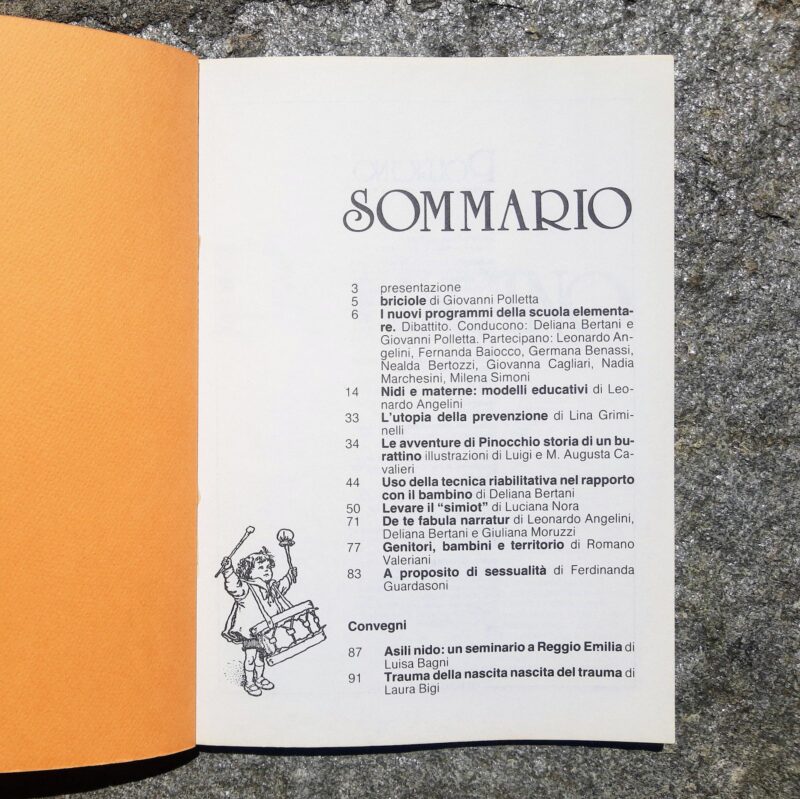 SOMMARIO
3 presentazione
5 briciole di Giovanni Polletta
6 I nuovi programmi della scuola elementa-
re. Dibattito. Conducono: Deliana Bertani e
Giovanni Polletta. Partecipano: Leonardo An-
gelini, Fernanda Baiocco, Germana Benassi,
Nealda Bertozzi, Giovanna Cagliari, Nadia
Marchesini, Milena Simoni
14 Nidi e materne: modelli educativi di Leo-
nardo Angelini
33 L'utopia della prevenzione di Lina Grimi-
nelli
34 Le avventure di Pinocchio storia di un bu-
rattino illustrazioni di Luigi e M. Augusta Ca-
valieri
44 Uso della tecnica riabilitativa nel rapporto
con il bambino di Deliana Bertani
50 Levare il "simiot" di Luciana Nora
71 De te fabula narratur di Leonardo Angelini,
Deliana Bertani e Giuliana Moruzzi
77 Genitori, bambini e territorio di Romano
Valeriani
83 A proposito di sessualità di Ferdinanda
Guardasoni
Convegni
87 Asili nido: un seminario a Reggio Emilia di
Luisa Bagni
91 Trauma della nascita nascita del trauma di
Laura Bigi